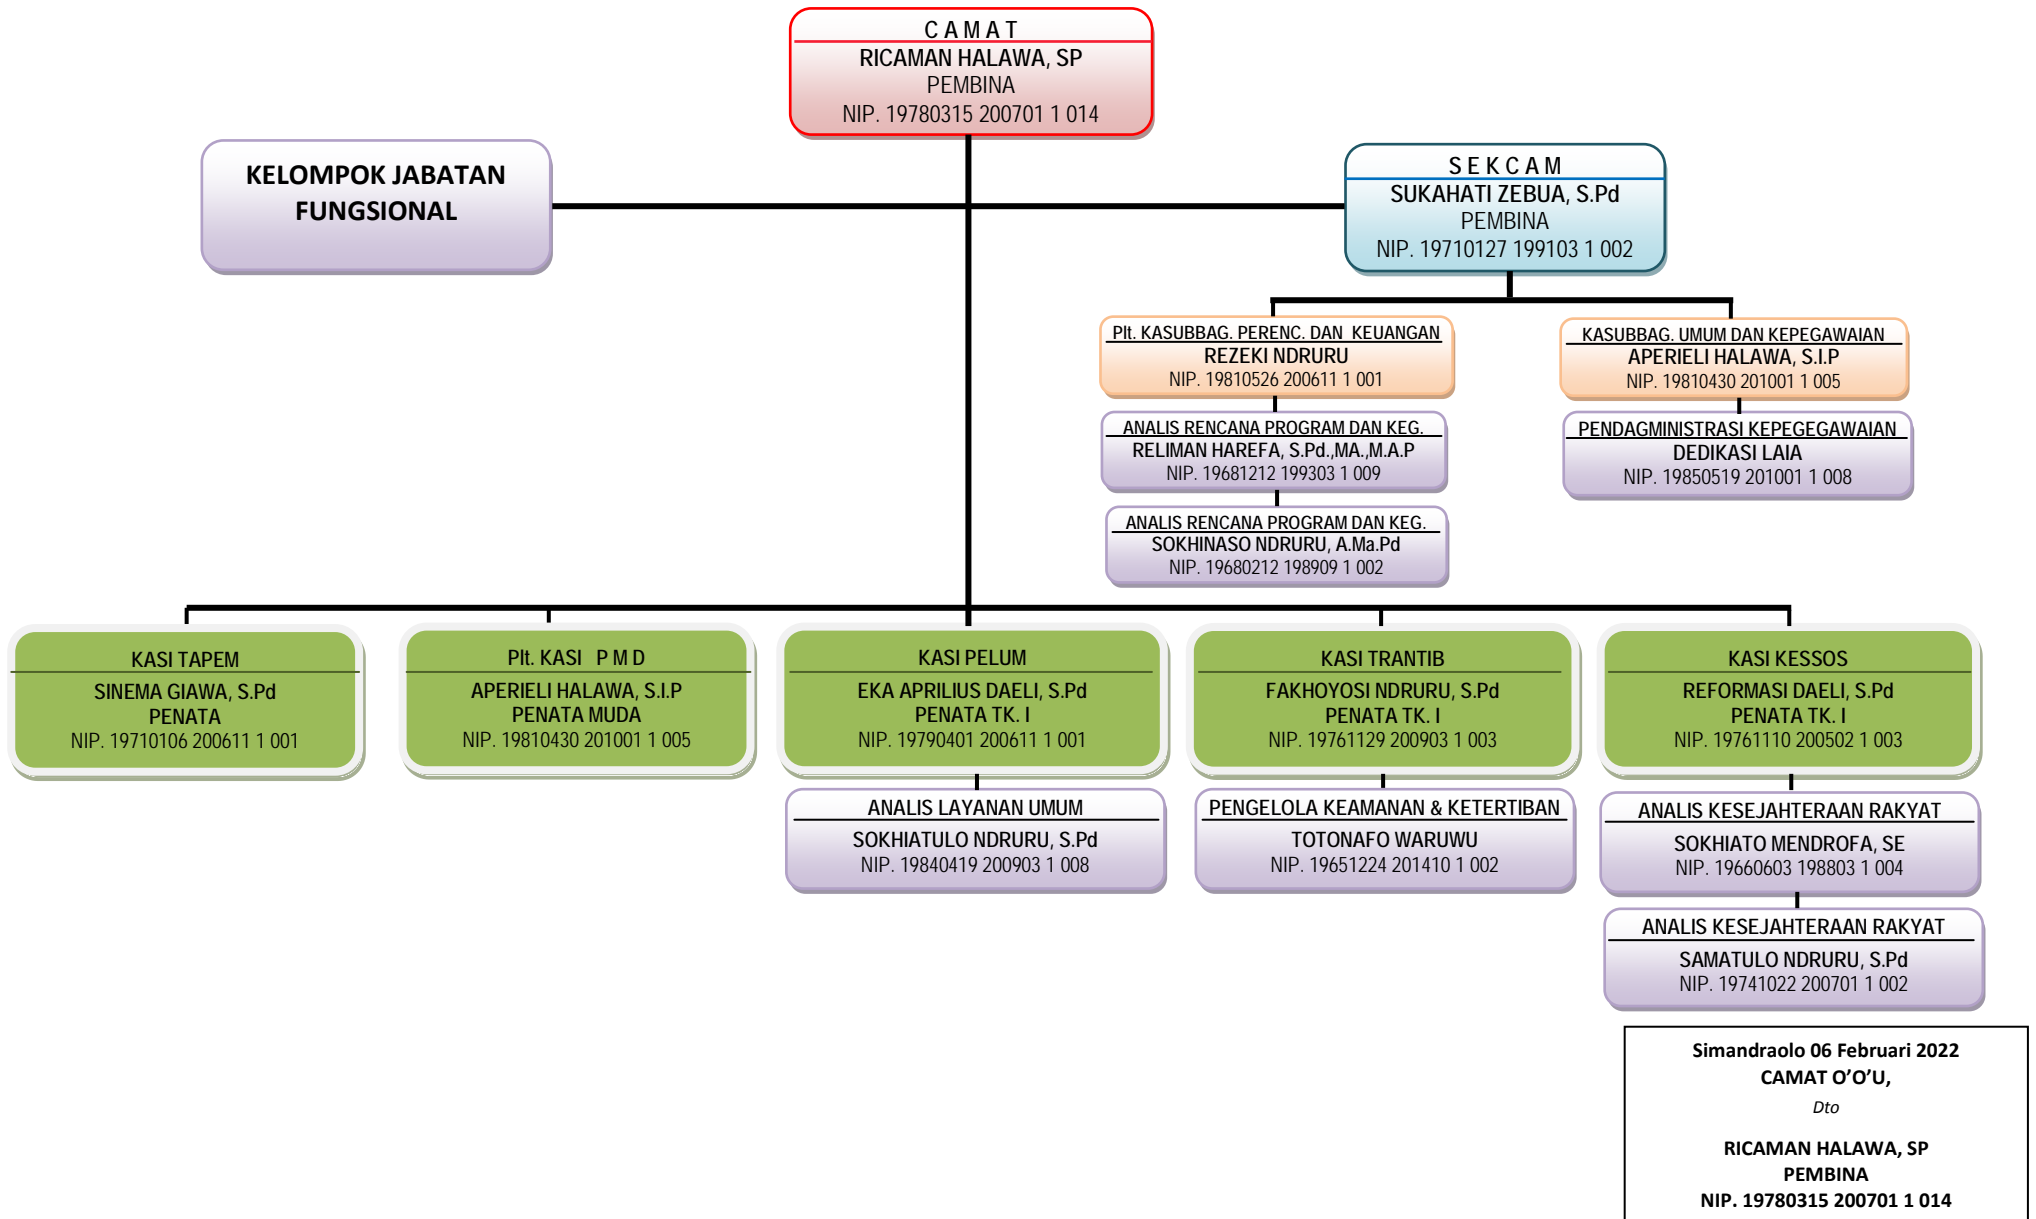 C A M A T
RICAMAN HALAWA, SP
PEMBINA
NIP. 19780315 200701 1 014
KELOMPOK JABATAN
FUNGSIONAL
S E K C A M
SUKAHATI ZEBUA, S.Pd
PEMBINA
NIP. 19710127 199103 1 002
Plt. KASUBBAG. PERENC. DAN KEUANGAN
REZEKI NDRURU
NIP. 19810526 200611 1 001
KASUBBAG. UMUM DAN KEPEGAWAIAN
APERIELI HALAWA, S.I.P
NIP. 19810430 201001 1 005
ANALIS RENCANA PROGRAM DAN KEG.
RELIMAN HAREFA, S.Pd.,MA.,M.A.P
NIP. 19681212 199303 1 009
PENDAGMINISTRASI KEPEGEGAWAIAN
DEDIKASI LAIA
NIP. 19850519 201001 1 008
ANALIS RENCANA PROGRAM DAN KEG.
SOKHINASO NDRURU, A.Ma.Pd
NIP. 19680212 198909 1 002
KASI TAPEM
SINEMA GIAWA, S.Pd
PENATA
NIP. 19710106 200611 1 001
Plt. KASI P M D
APERIELI HALAWA, S.I.P
PENATA MUDA
NIP. 19810430 201001 1 005
KASI PELUM
EKA APRILIUS DAELI, S.Pd
PENATA TK. I
NIP. 19790401 200611 1 001
KASI TRANTIB
FAKHOYOSI NDRURU, S.Pd
PENATA TK. I
NIP. 19761129 200903 1 003
KASI KESSOS
REFORMASI DAELI, S.Pd
PENATA TK. I
NIP. 19761110 200502 1 003
ANALIS LAYANAN UMUM
SOKHIATULO NDRURU, S.Pd
NIP. 19840419 200903 1 008
PENGELOLA KEAMANAN & KETERTIBAN
TOTONAFO WARUWU
NIP. 19651224 201410 1 002
ANALIS KESEJAHTERAAN RAKYAT
SOKHIATO MENDROFA, SE
NIP. 19660603 198803 1 004
ANALIS KESEJAHTERAAN RAKYAT
SAMATULO NDRURU, S.Pd
NIP. 19741022 200701 1 002
Simandraolo 06 Februari 2022
CAMAT O’O’U,
Dto
RICAMAN HALAWA, SP
PEMBINA
NIP. 19780315 200701 1 014